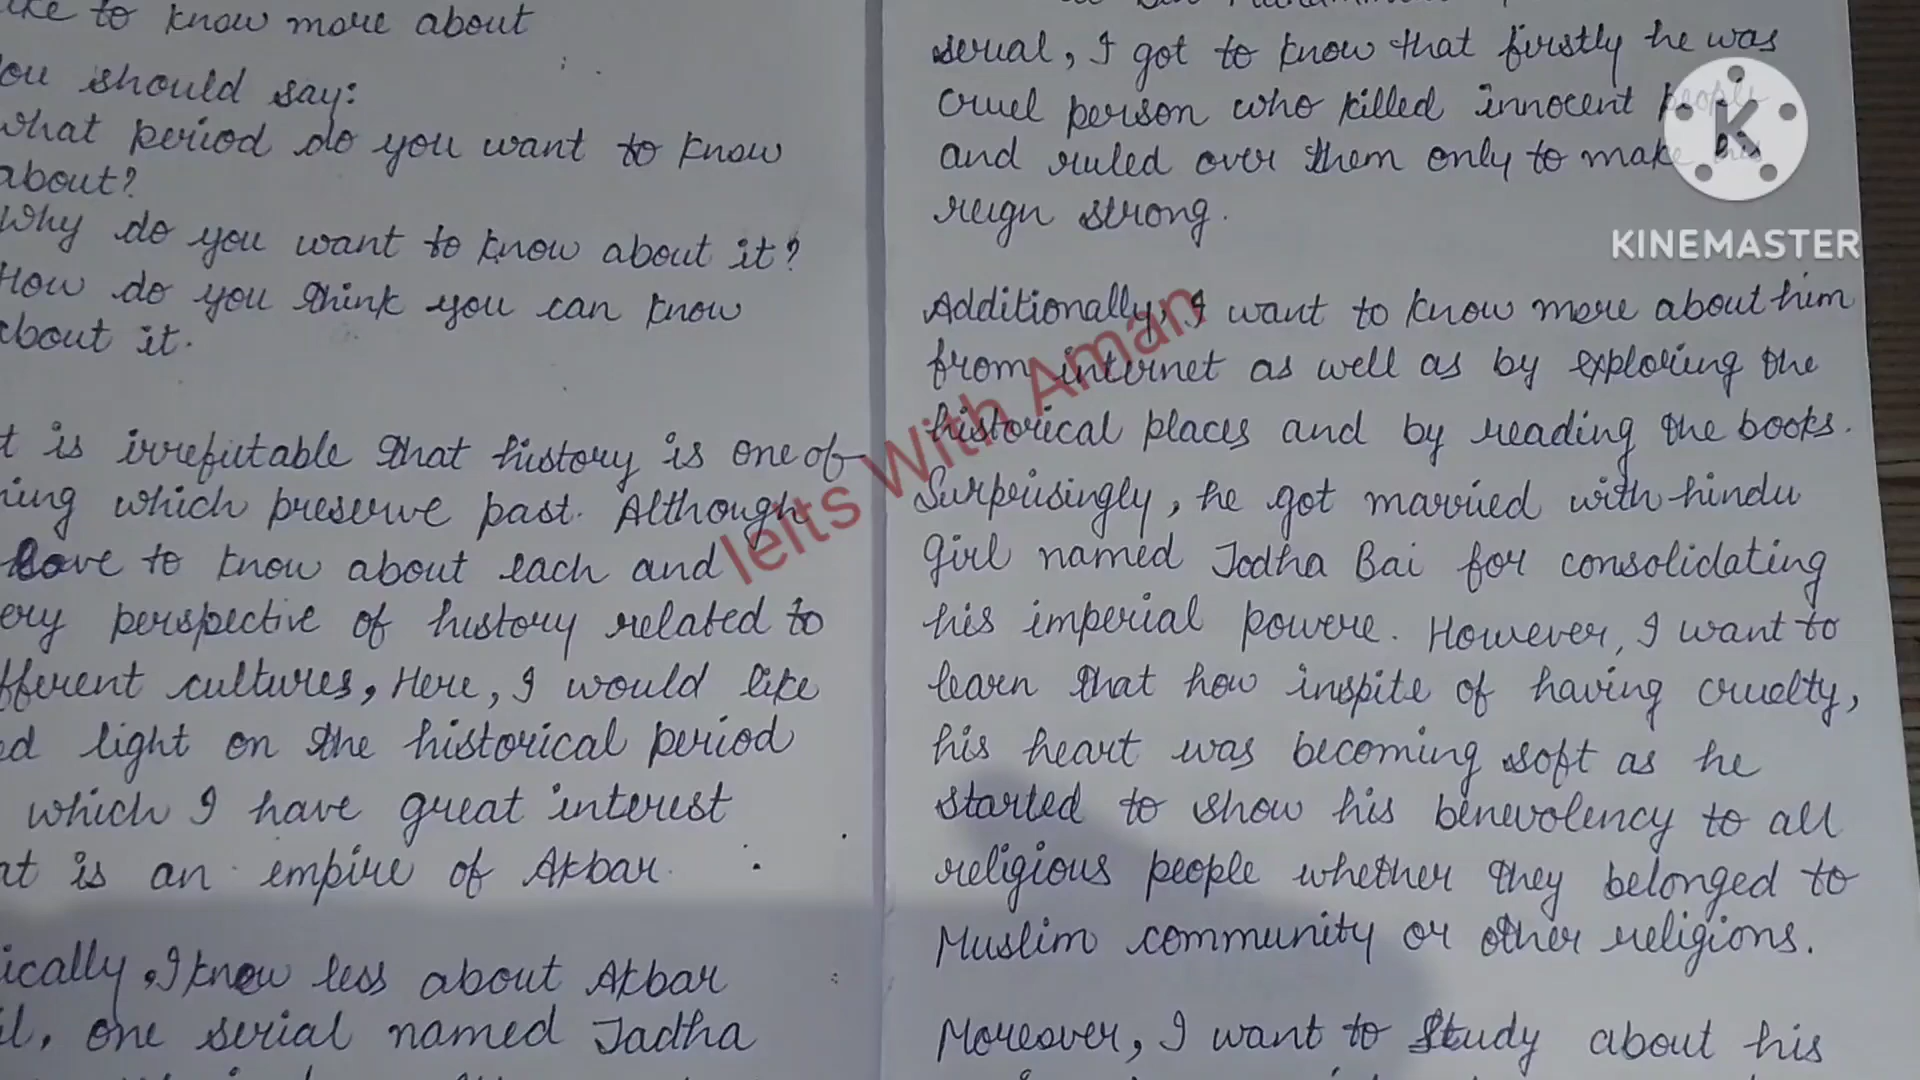 ike to know more about
ou should say:
what period do you want to know
about?
Why do you want to know about it?
How do you think you can know
about it.
t is irrefutable that history is one of
ing which preserve past. Although
love to know about each and
ery perspective of history related to
fferent cultures, Here, I would like
ed light on the historical period
which I have great interest
at is an empire of Akbar.
ically, I know less about Akbar
il, one serial named Jadha
serual, I got to know that firstly he was
cruel person who killed innocent people
and ruled over them only to make his
reign strong.
Additionally, I want to know more about him
from internet as well as by exploring the
historical places and by reading the books.
Surprisingly, he got married with hindu
girl named Jodha Bai for consolidating
his imperial powere. However, I want to
learn that how inspite of having cruelty,
his heart was becoming soft as he
started to show his benevolency to all
religious people whether they belonged to
Muslim community or other religions.
Moreover, I want to study about his
Ielts With Aman
K
KINEMASTER